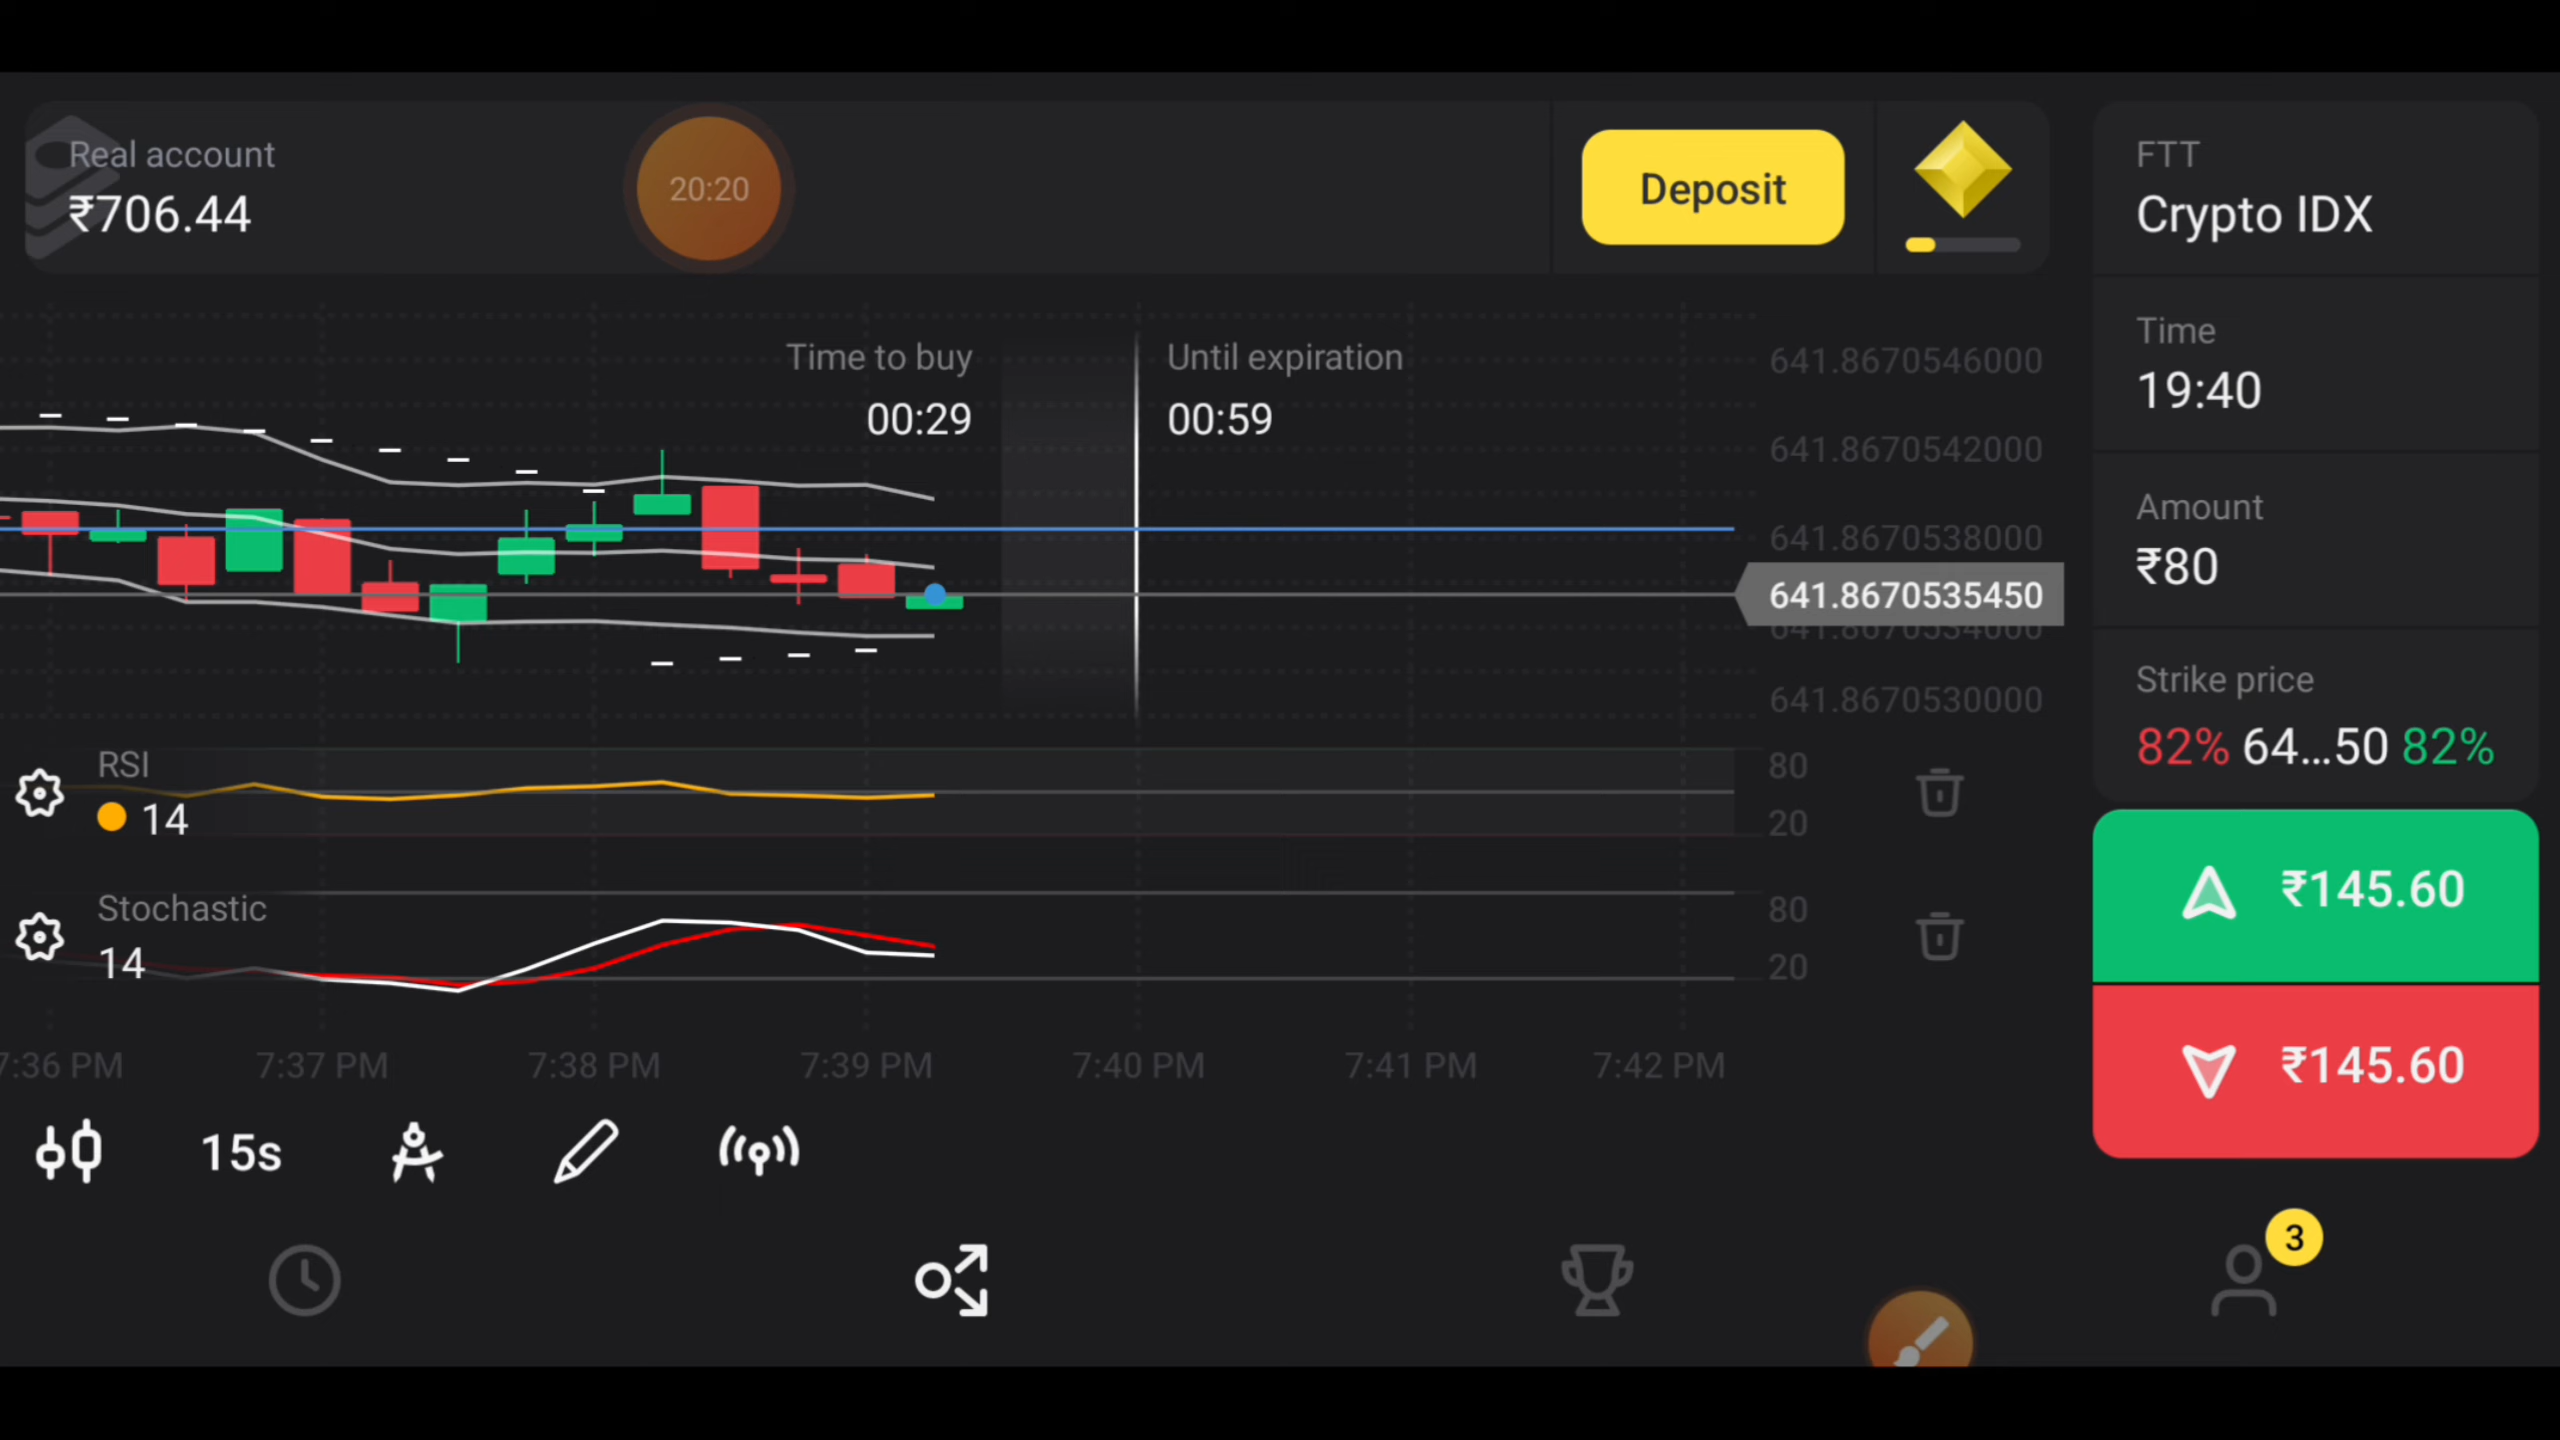 Real account
₹706.44
20:20
Deposit
FTT
Crypto IDX
Time
19:40
Amount
₹80
Strike price
82% 64...50 82%
₹145.60
₹145.60
Time to buy
00:29
Until expiration
00:59
641.8670546000
641.8670542000
641.8670538000
641.8670535450
641.8670534000
641.8670530000
RSI
14
80
20
Stochastic
14
80
20
7:36 PM
7:37 PM
7:38 PM
7:39 PM
7:40 PM
7:41 PM
7:42 PM
15s
3